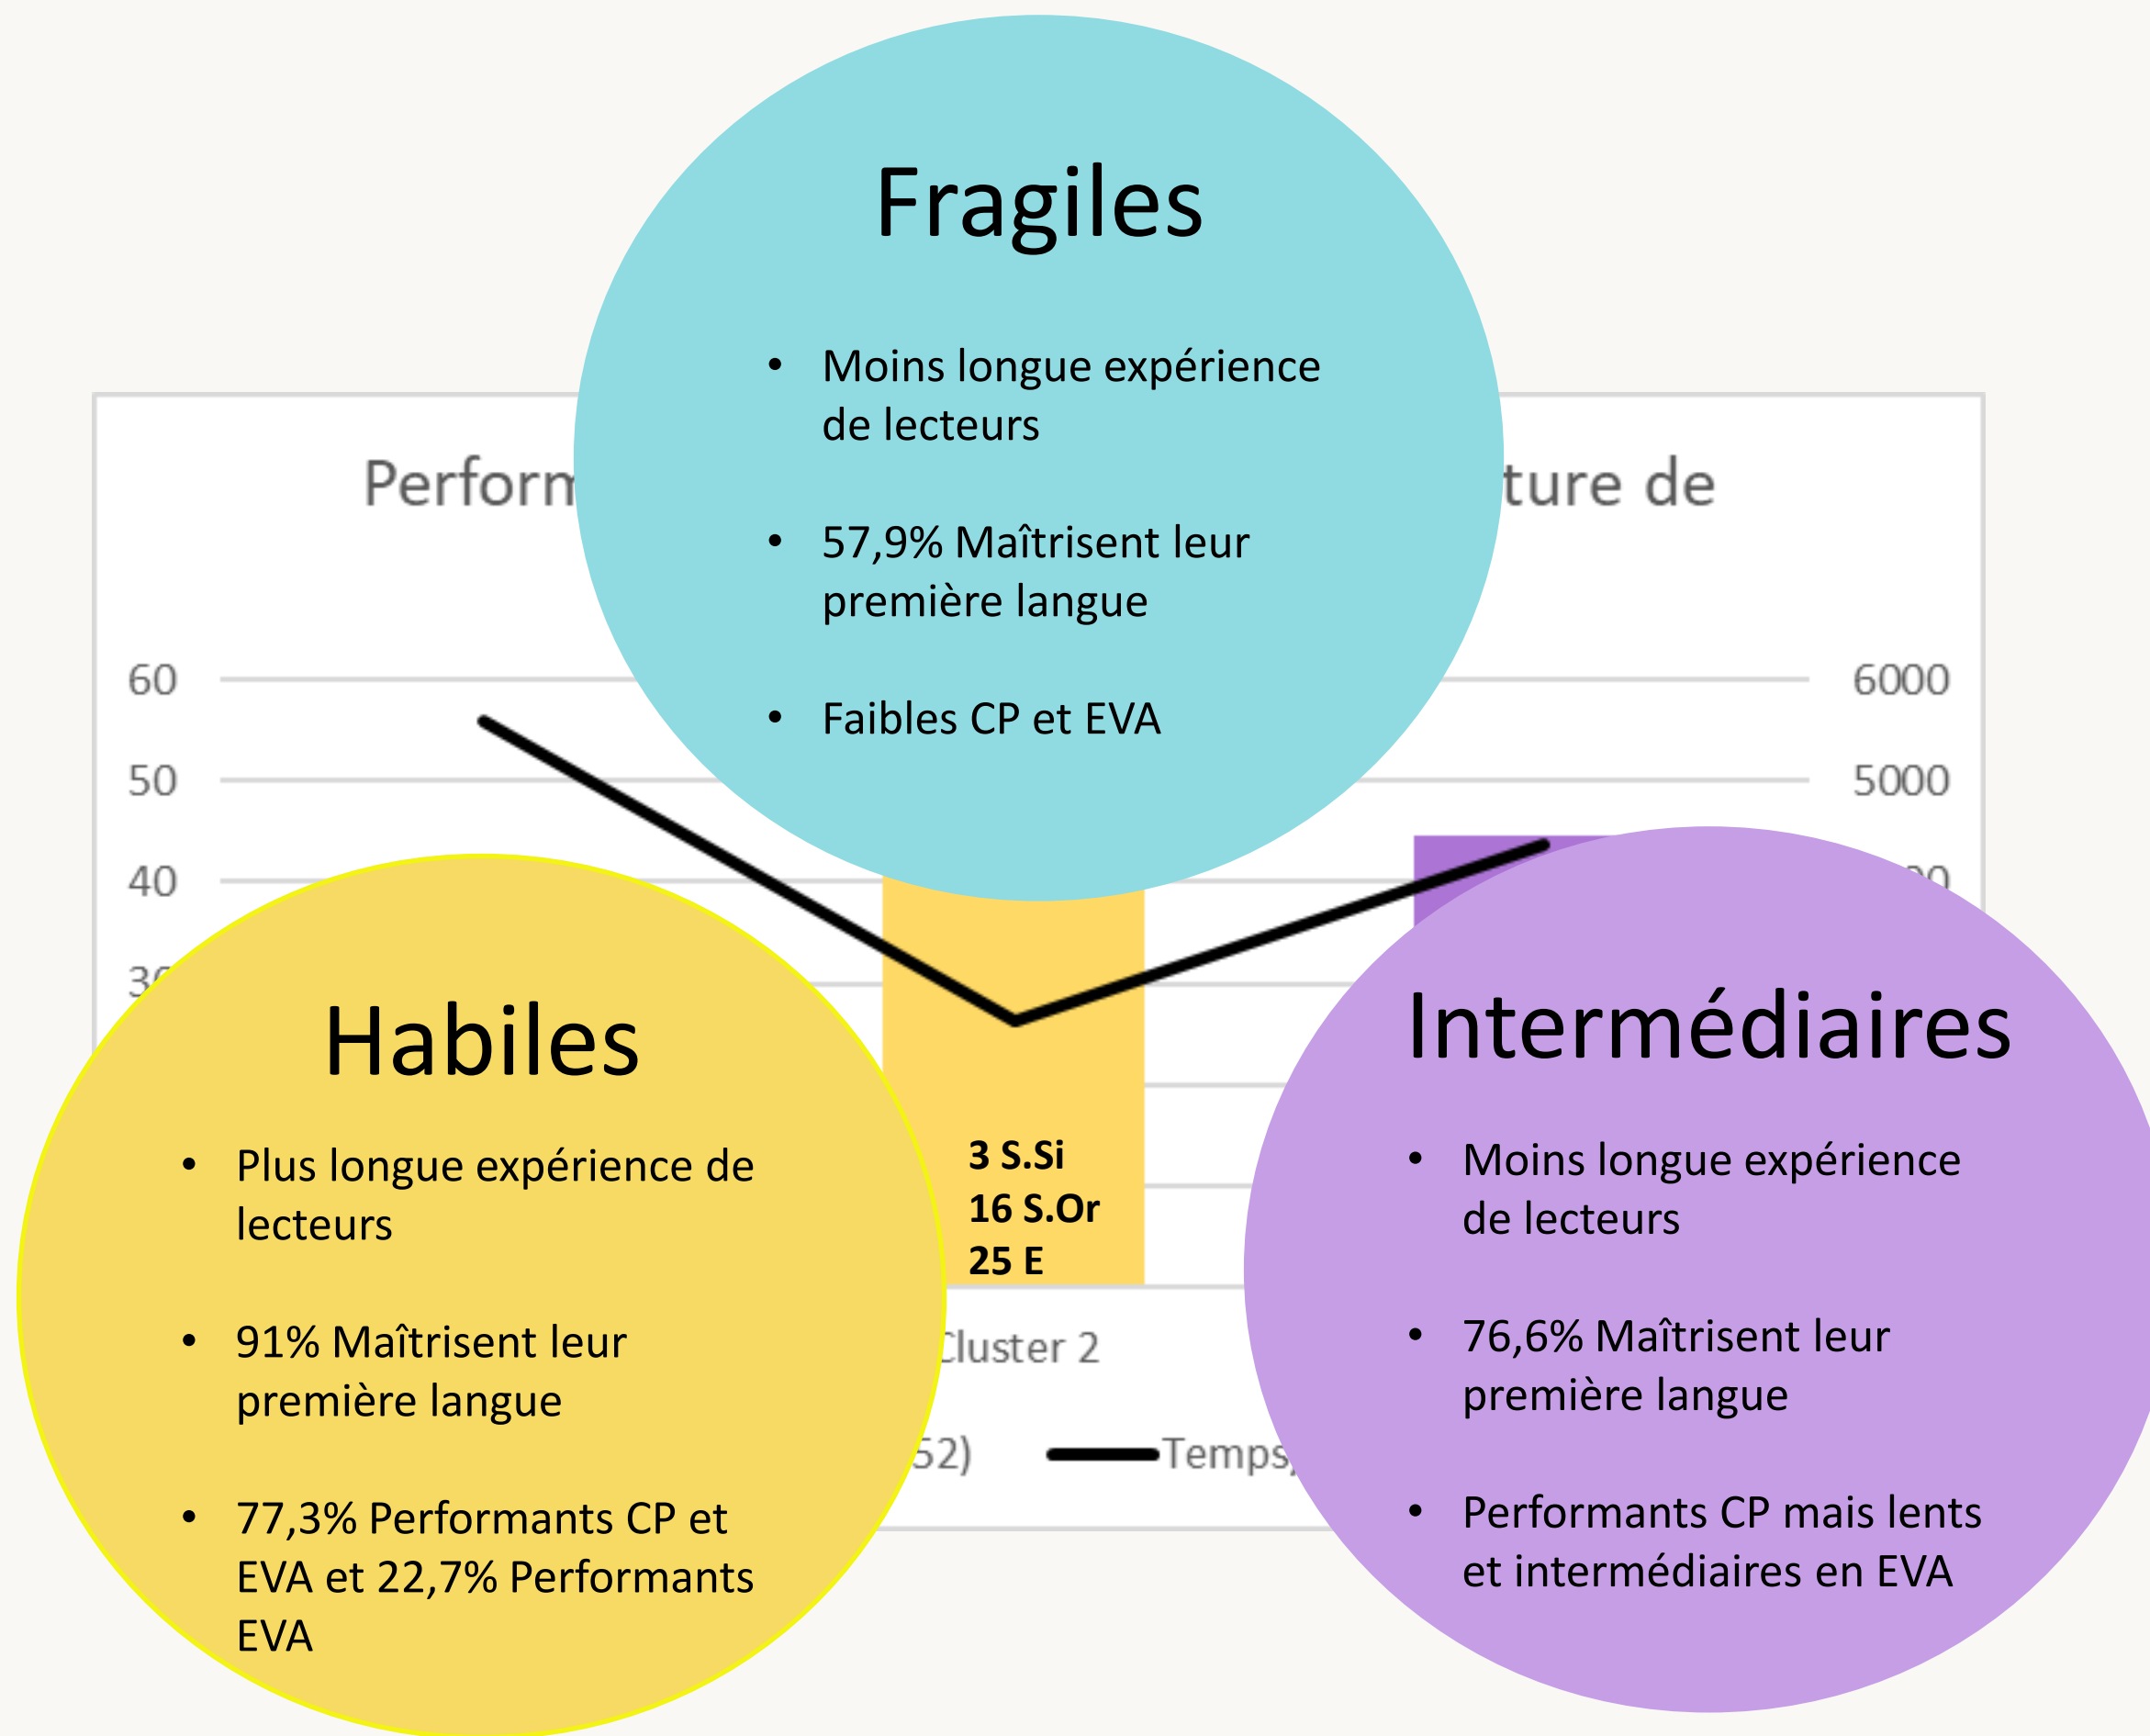 Fragiles
• Moins longue expérience
de lecteurs
• 57,9% Maîtrisent leur
première langue
• Faibles CP et EVA
60
50
40
6000
5000
Habiles
• Plus longue expérience de
lecteurs
• 91% Maîtrisent leur
première langue
• 77,3% Performants CP et
EVA et 22,7% Performants
EVA
3 S.Si
16 S.Or
25 E
Cluster 2
52)
Temps
Intermédiaires
• Moins longue expérience
de lecteurs
• 76,6% Maîtrisent leur
première langue
• Performants CP mais lents
et intermédiaires en EVA
Perform
ture de